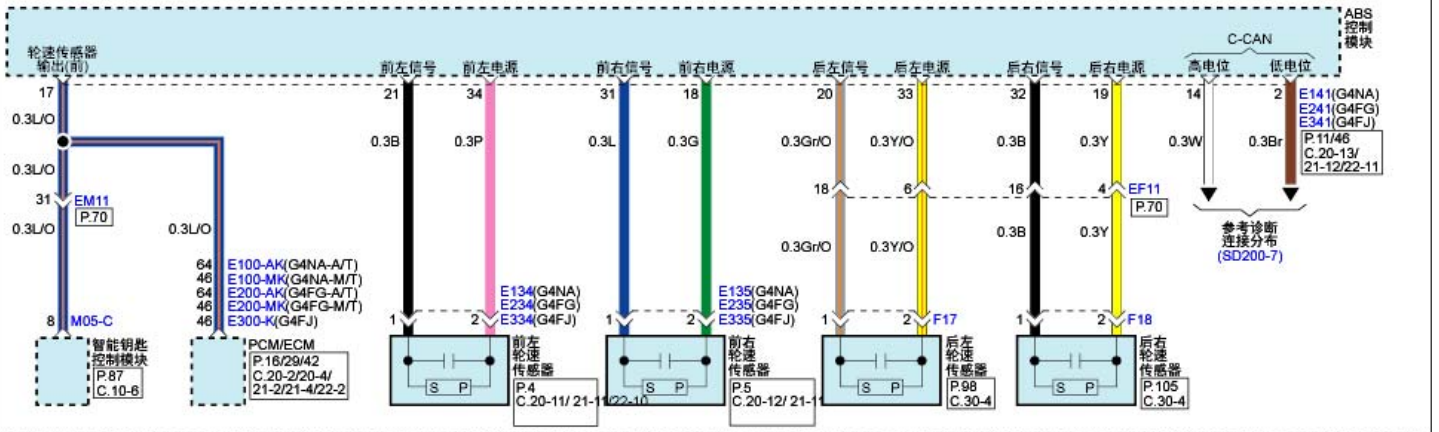 ABS
控制
模块
轮速传感器
输出(前)
前左信号
前左电源
前右信号
前右电源
后左信号
后左电源
后右信号
后右电源
C-CAN
高电位
低电位
17
21
34
31
18
20
33
32
19
14
2
E141(G4NA)
E241(G4FG)
E341(G4FJ)
P.11/46
C.20-13/
21-12/22-11
0.3L/O
0.3B
0.3P
0.3L
0.3G
0.3Gr/O
0.3Y/O
0.3B
0.3Y
0.3W
0.3Br
0.3L/O
31
EM11
P.70
18
6
16
4
EF11
P.70
0.3L/O
0.3L/O
0.3Gr/O
0.3Y/O
0.3B
0.3Y
参考诊断
连接分布
(SD200-7)
64
E100-AK(G4NA-A/T)
46
E100-MK(G4NA-M/T)
64
E200-AK(G4FG-A/T)
46
E200-MK(G4FG-M/T)
46
E300-K(G4FJ)
E134(G4NA)
E234(G4FG)
E334(G4FJ)
E135(G4NA)
E235(G4FG)
E335(G4FJ)
8
M05-C
1
2
1
2
1
2
F17
1
2
F18
智能钥匙
控制模块
P.87
C.10-6
PCM/ECM
P.16/29/42
C.20-2/20-4/
21-2/21-4/22-2
S P
前左
轮速
传感器
P.4
C.20-11/ 21-11/22-10
S P
前右
轮速
传感器
P.5
C.20-12/ 21-11
S P
后左
轮速
传感器
P.98
C.30-4
S P
后右
轮速
传感器
P.105
C.30-4